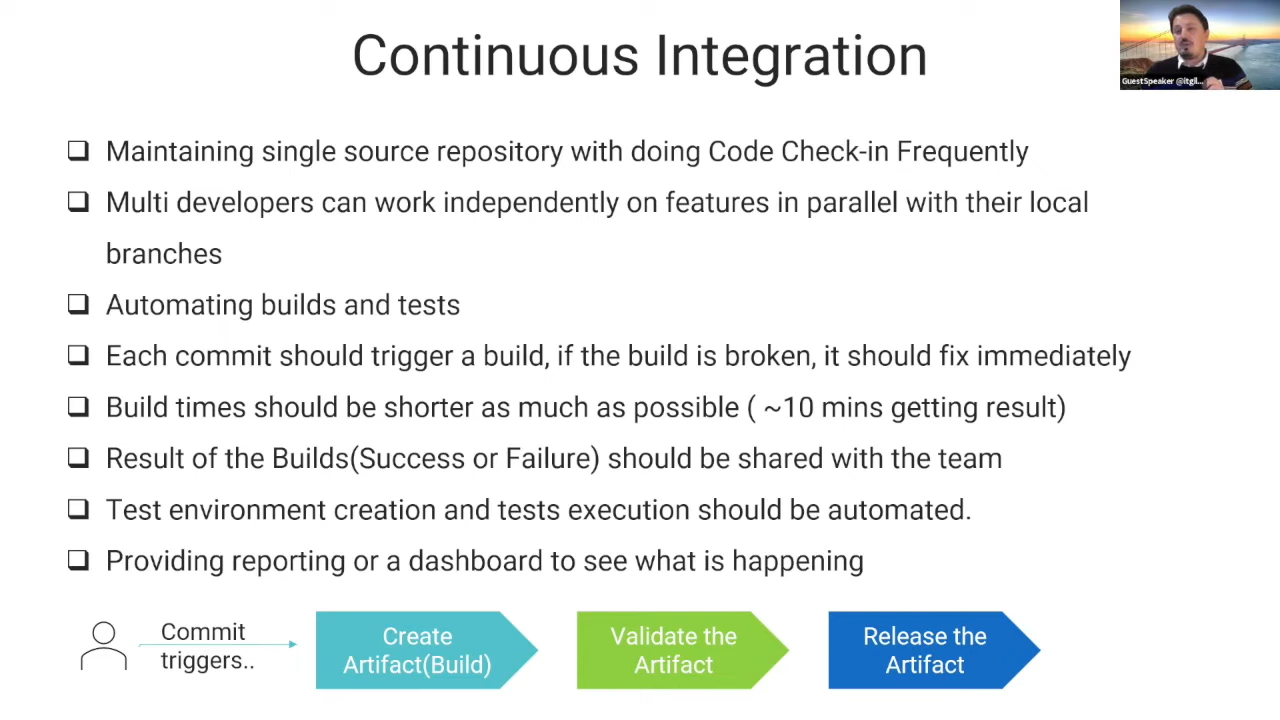 Continuous Integration
GuestSpeaker @itgil...
Maintaining single source repository with doing Code Check-in Frequently
Multi developers can work independently on features in parallel with their local
branches
Automating builds and tests
Each commit should trigger a build, if the build is broken, it should fix immediately
Build times should be shorter as much as possible ( ~10 mins getting result)
Result of the Builds(Success or Failure) should be shared with the team
Test environment creation and tests execution should be automated.
Providing reporting or a dashboard to see what is happening
Commit
triggers..
Create
Artifact(Build)
Validate the
Artifact
Release the
Artifact